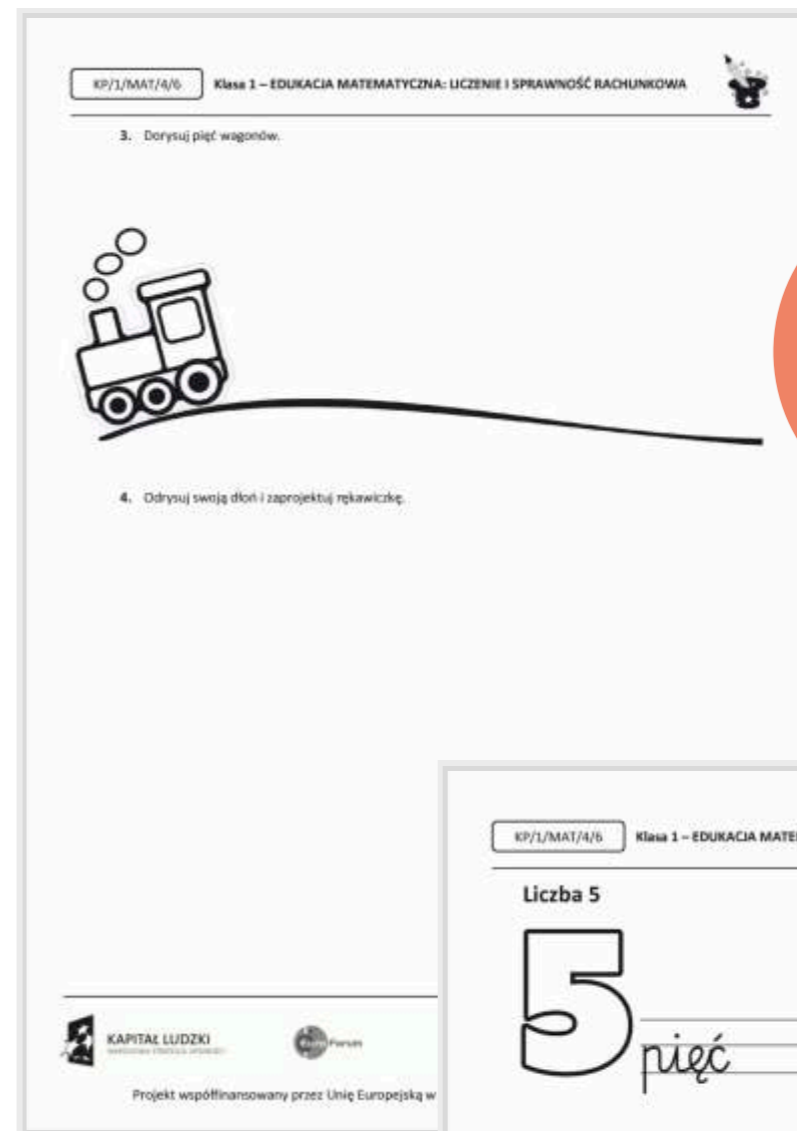 KP/1/MAT/4/6 Klasa 1 – EDUKACJA MATEMATYCZNA: LICZENIE I SPRAWNOŚĆ RACHUNKOWA
3. Dorysuj pięć wagonów.
4. Odrysuj swoją dłoń i zaprojektuj rękawiczkę.
KAPITAŁ LUDZKI
Projekt współfinansowany przez Unię Europejską w
KP/1/MAT/4/6 Klasa 1 – EDUKACJA MATE
Liczba 5
5
pięć